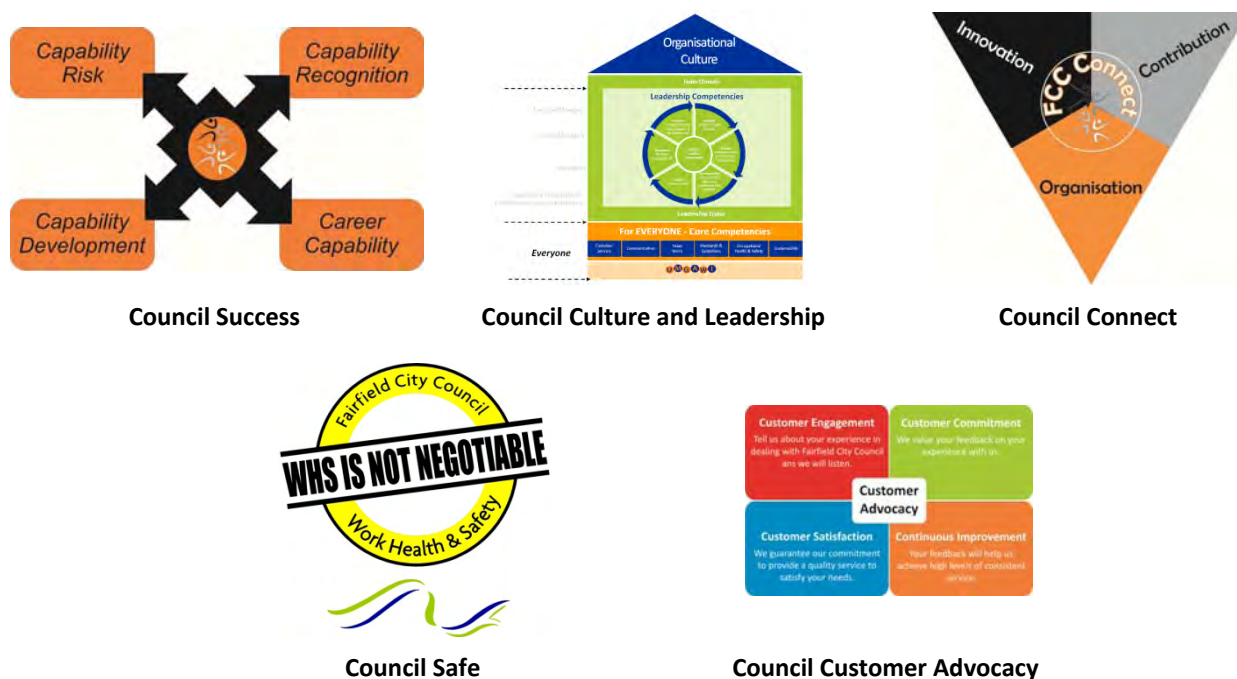 Capability
Risk
Capability
Recognition
Capability
Development
Career
Capability
Council Success
Organisational
Culture
Leadership Competencies
For EVERYONE - Core Competencies
Customer
Service
Communication
Team
Work
Everyone
Council Culture and Leadership
Innovation
Contribution
FCC Connect
Organisation
Council Connect
Fairfield City Council
WHS IS NOT NEGOTIABLE
Work Health & Safety
Council Safe
Customer Engagement
Tell us about your experience in
dealing with Fairfield City Council
ans we will listen.
Customer Commitment
We value your feedback on your
experience with us.
Customer
Advocacy
Customer Satisfaction
We guarantee our commitment
to provide a quality service to
satisfy your needs.
Continuous Improvement
Your feedback will help us
achieve high levels of consistent
service.
Council Customer Advocacy